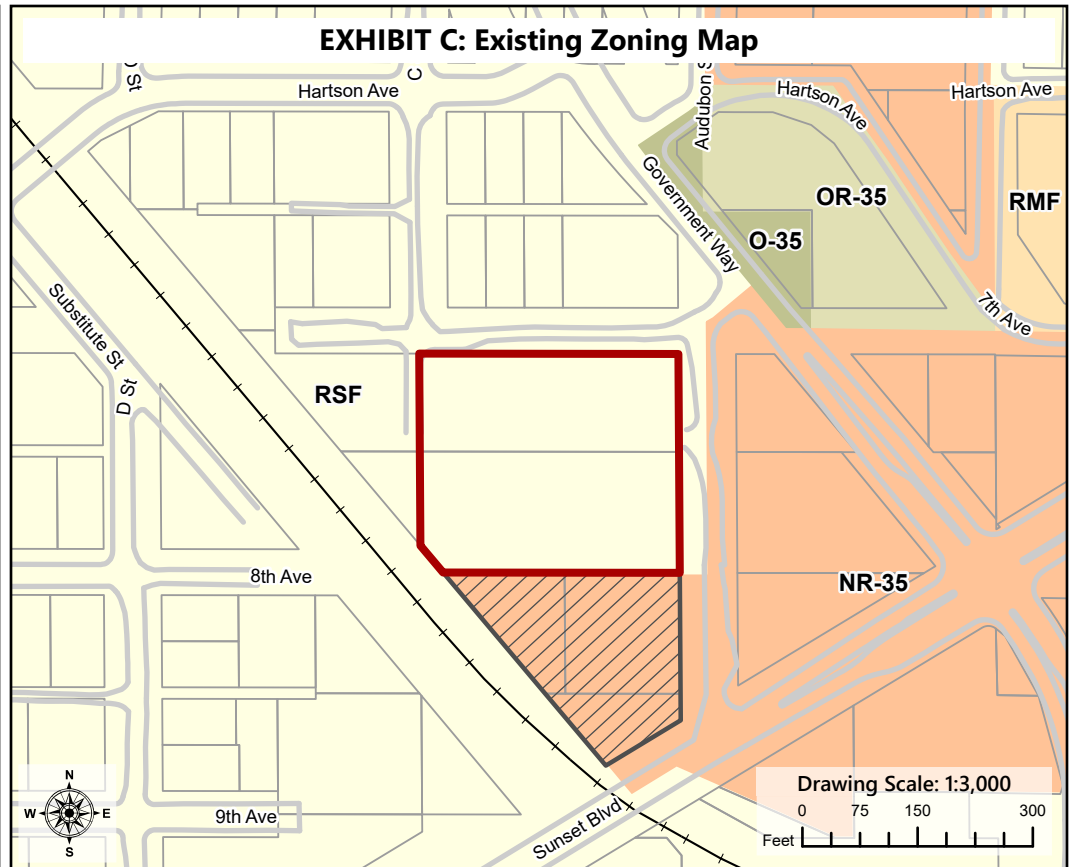 EXHIBIT C: Existing Zoning Map
St
C
Hartson Ave
Audubon S
Hartson Ave
Hartson Ave
Government Way
OR-35
RMF
O-35
7th Ave
Substitute St
D St
RSF
8th Ave
NR-35
9th Ave
Sunset Blvd
N
W
E
S
Drawing Scale: 1:3,000
0 75 150 300
Feet